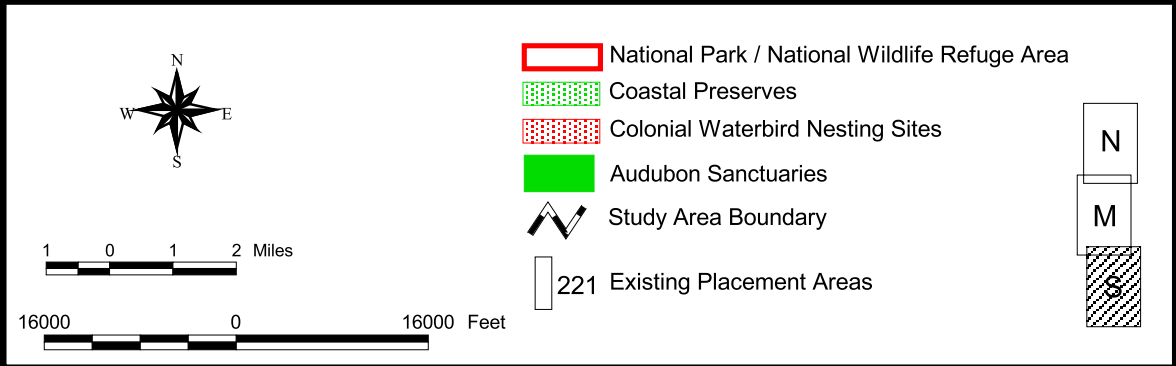 N
W E
S
1 0 1 2 Miles
16000 0 16000 Feet
National Park / National Wildlife Refuge Area
Coastal Preserves
Colonial Waterbird Nesting Sites
Audubon Sanctuaries
Study Area Boundary
221 Existing Placement Areas
N
M
S